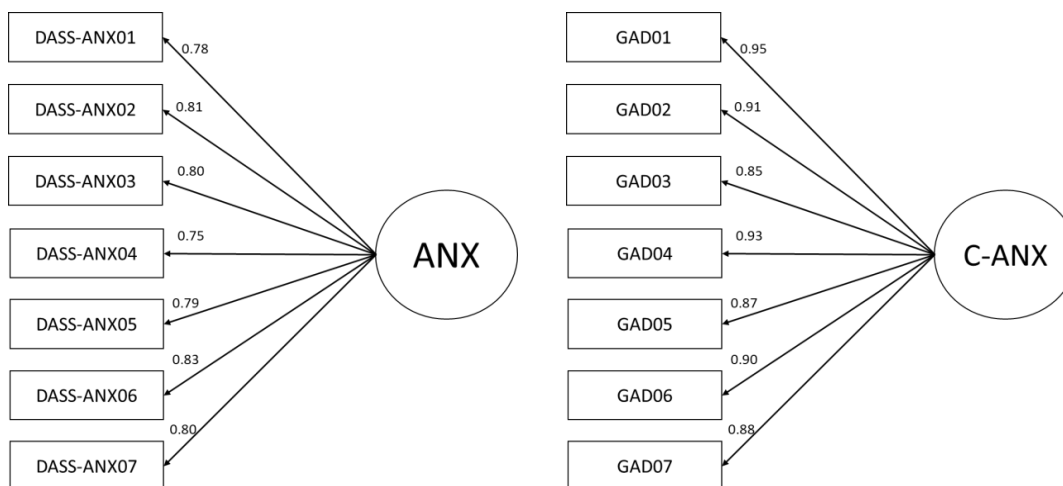 DASS-ANX01
0.78
DASS-ANX02
0.81
DASS-ANX03
0.80
DASS-ANX04
0.75
DASS-ANX05
0.79
DASS-ANX06
0.83
DASS-ANX07
0.80
ANX
GAD01
0.95
GAD02
0.91
GAD03
0.85
GAD04
0.93
GAD05
0.87
GAD06
0.90
GAD07
0.88
C-ANX